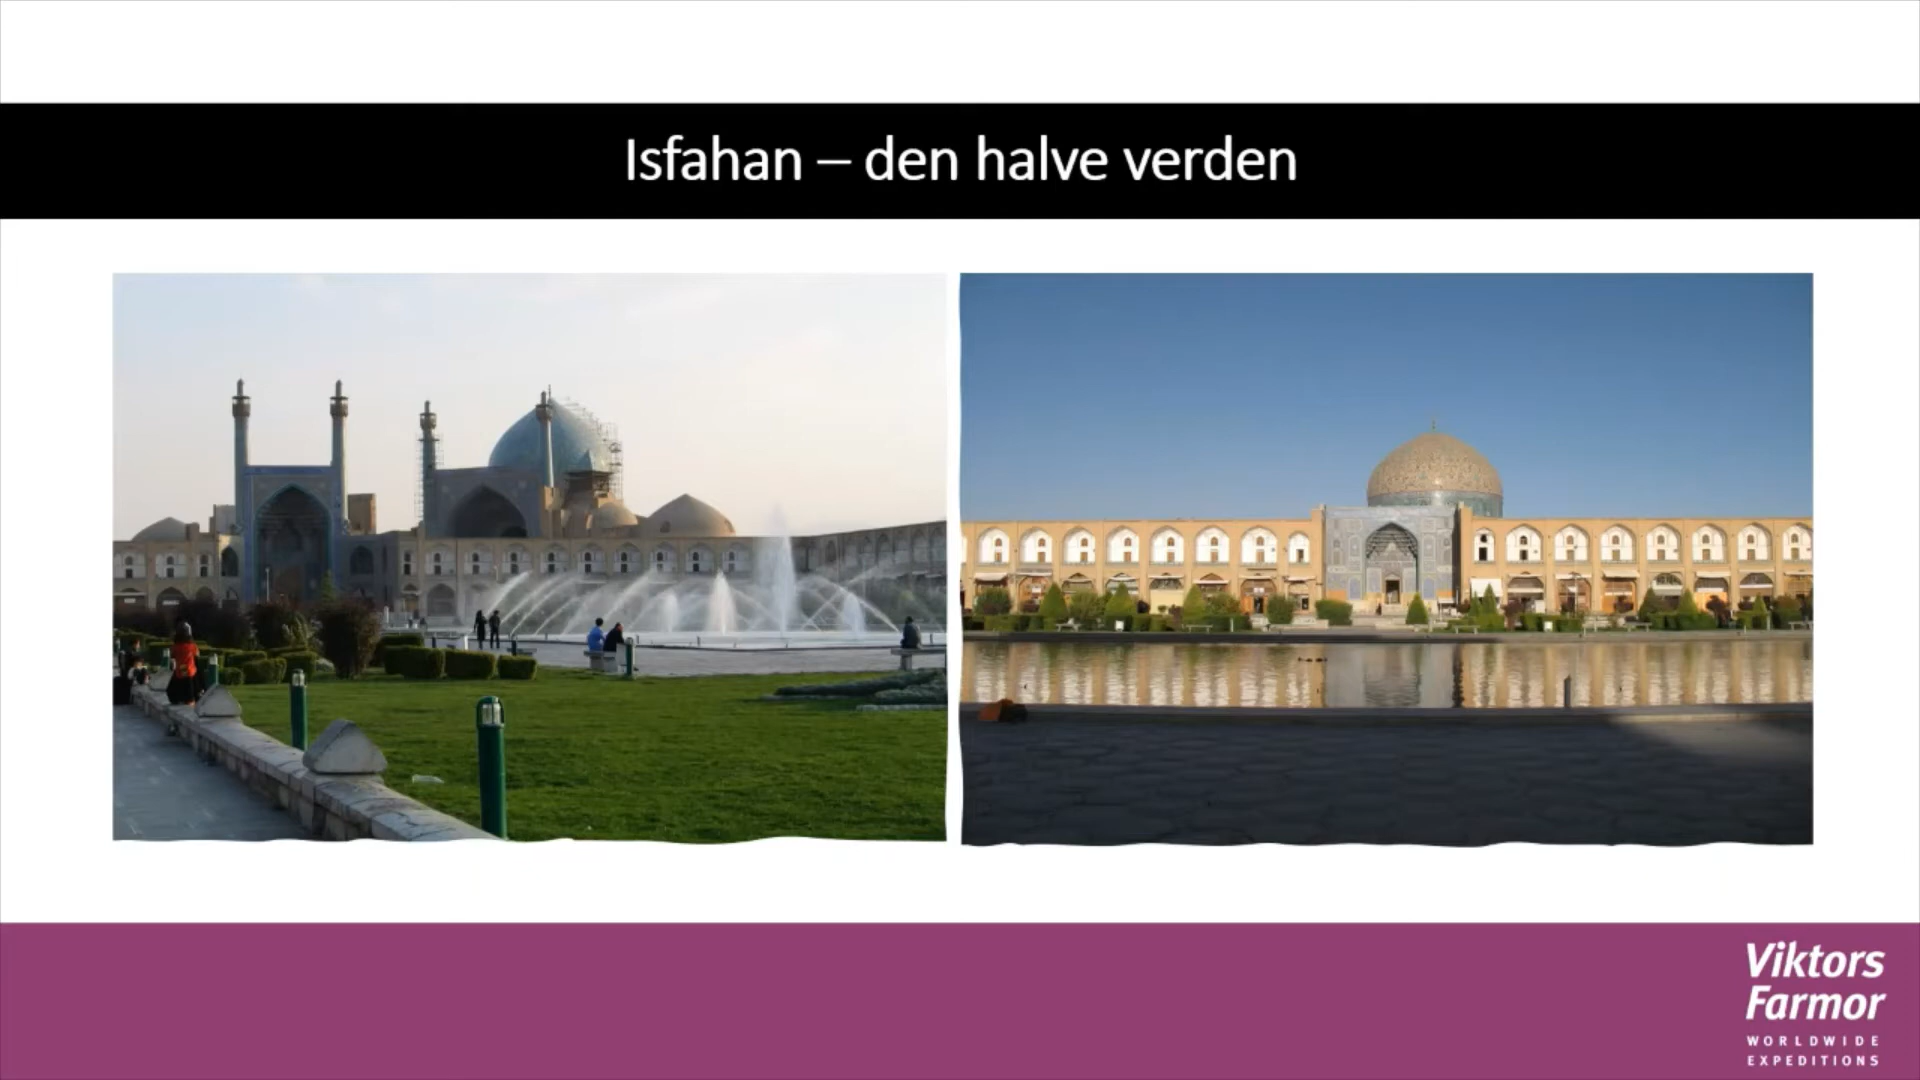 Isfahan – den halve verden
Viktors
Farmor
WORLDWIDE
EXPEDITIONS